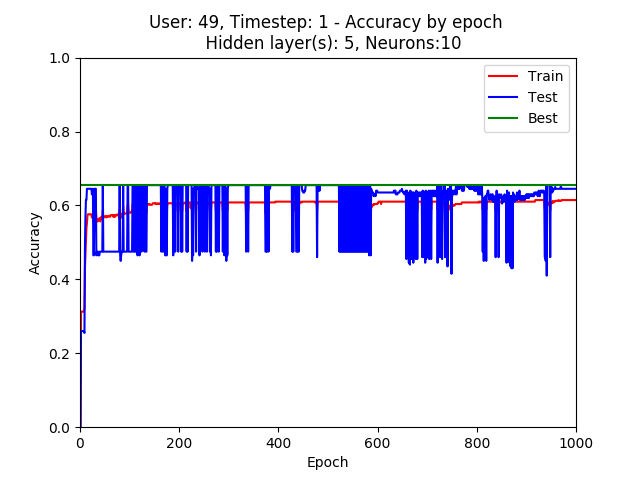 User: 49, Timestep: 1 - Accuracy by epoch
Hidden layer(s): 5, Neurons:10
1.0
0.8
0.6
0.4
0.2
0.0
Accuracy
Train
Test
Best
0
200
400
600
800
1000
Epoch